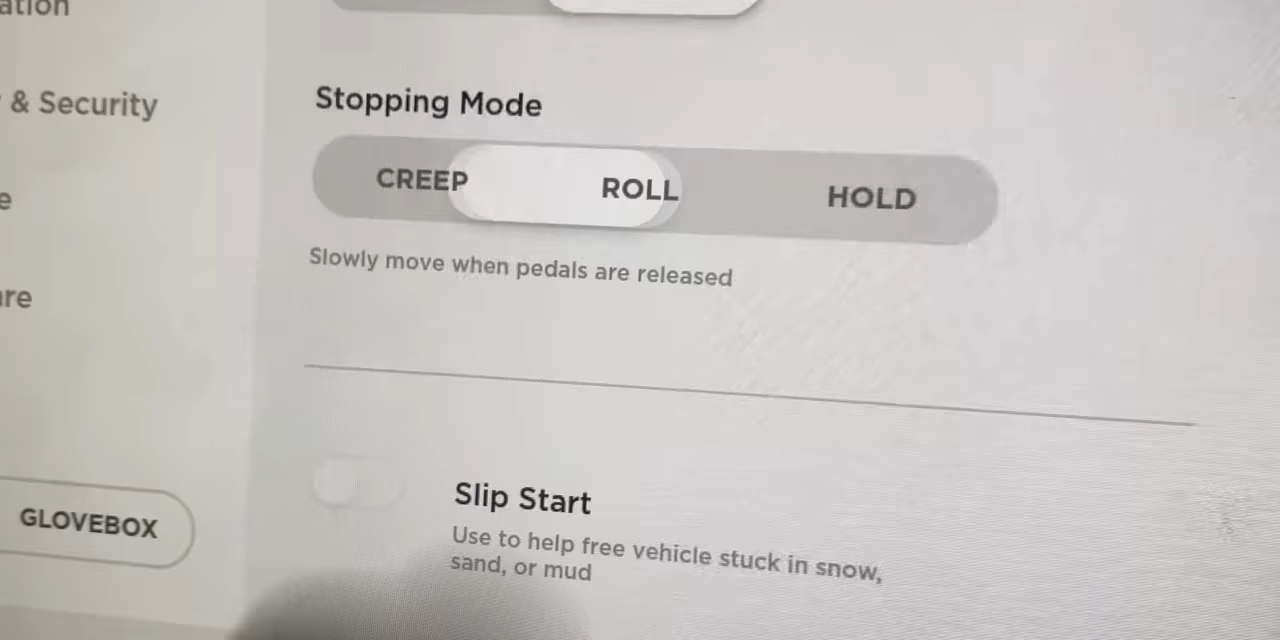 & Security
Stopping Mode
CREEP ROLL HOLD
Slowly move when pedals are released
GLOVEBOX
Slip Start
Use to help free vehicle stuck in snow,
sand, or mud